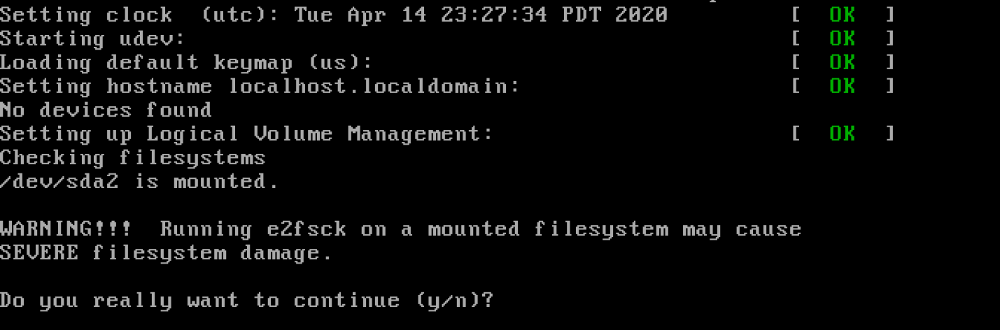 Setting clock  (utc): Tue Apr 14 23:27:34 PDT 2020 [  OK  ]
Starting udev: [  OK  ]
Loading default keymap (us): [  OK  ]
Setting hostname localhost.localdomain: [  OK  ]
No devices found
Setting up Logical Volume Management: [  OK  ]
Checking filesystems
/dev/sda2 is mounted.
WARNING!!!  Running e2fsck on a mounted filesystem may cause
SEVERE filesystem damage.
Do you really want to continue (y/n)?